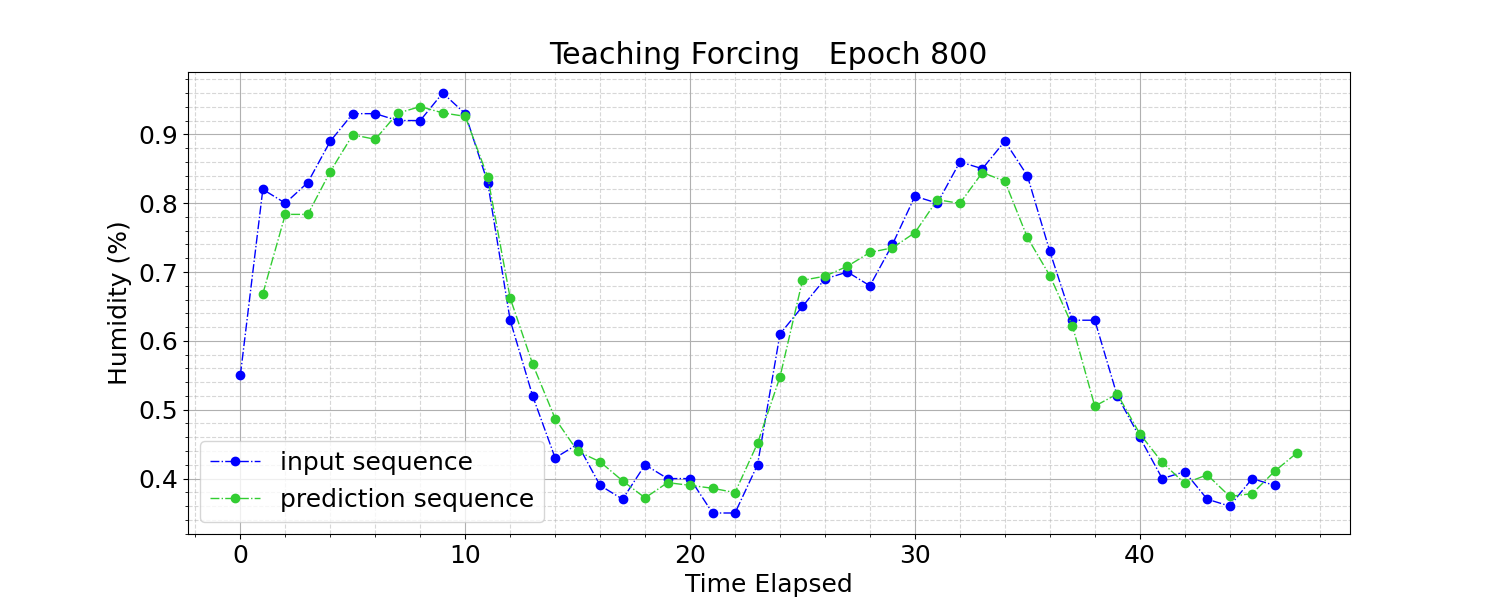 Teaching Forcing   Epoch 800
Humidity (%)
0.9
0.8
0.7
0.6
0.5
0.4
input sequence
prediction sequence
0 10 20 30 40
Time Elapsed